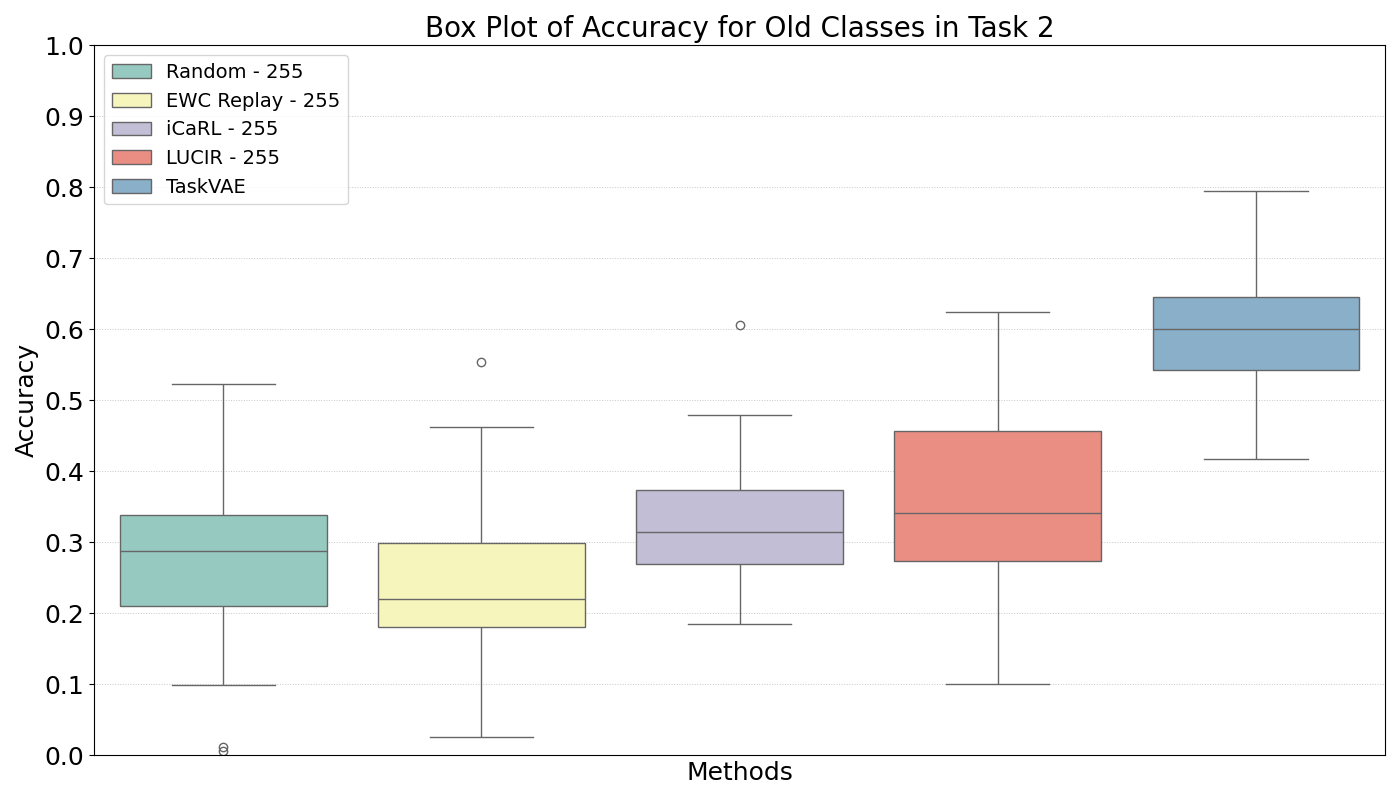 Box Plot of Accuracy for Old Classes in Task 2
1.0
0.9
0.8
0.7
0.6
0.5
0.4
0.3
0.2
0.1
0.0
Accuracy
Random - 255
EWC Replay - 255
iCaRL - 255
LUCIR - 255
TaskVAE
Methods